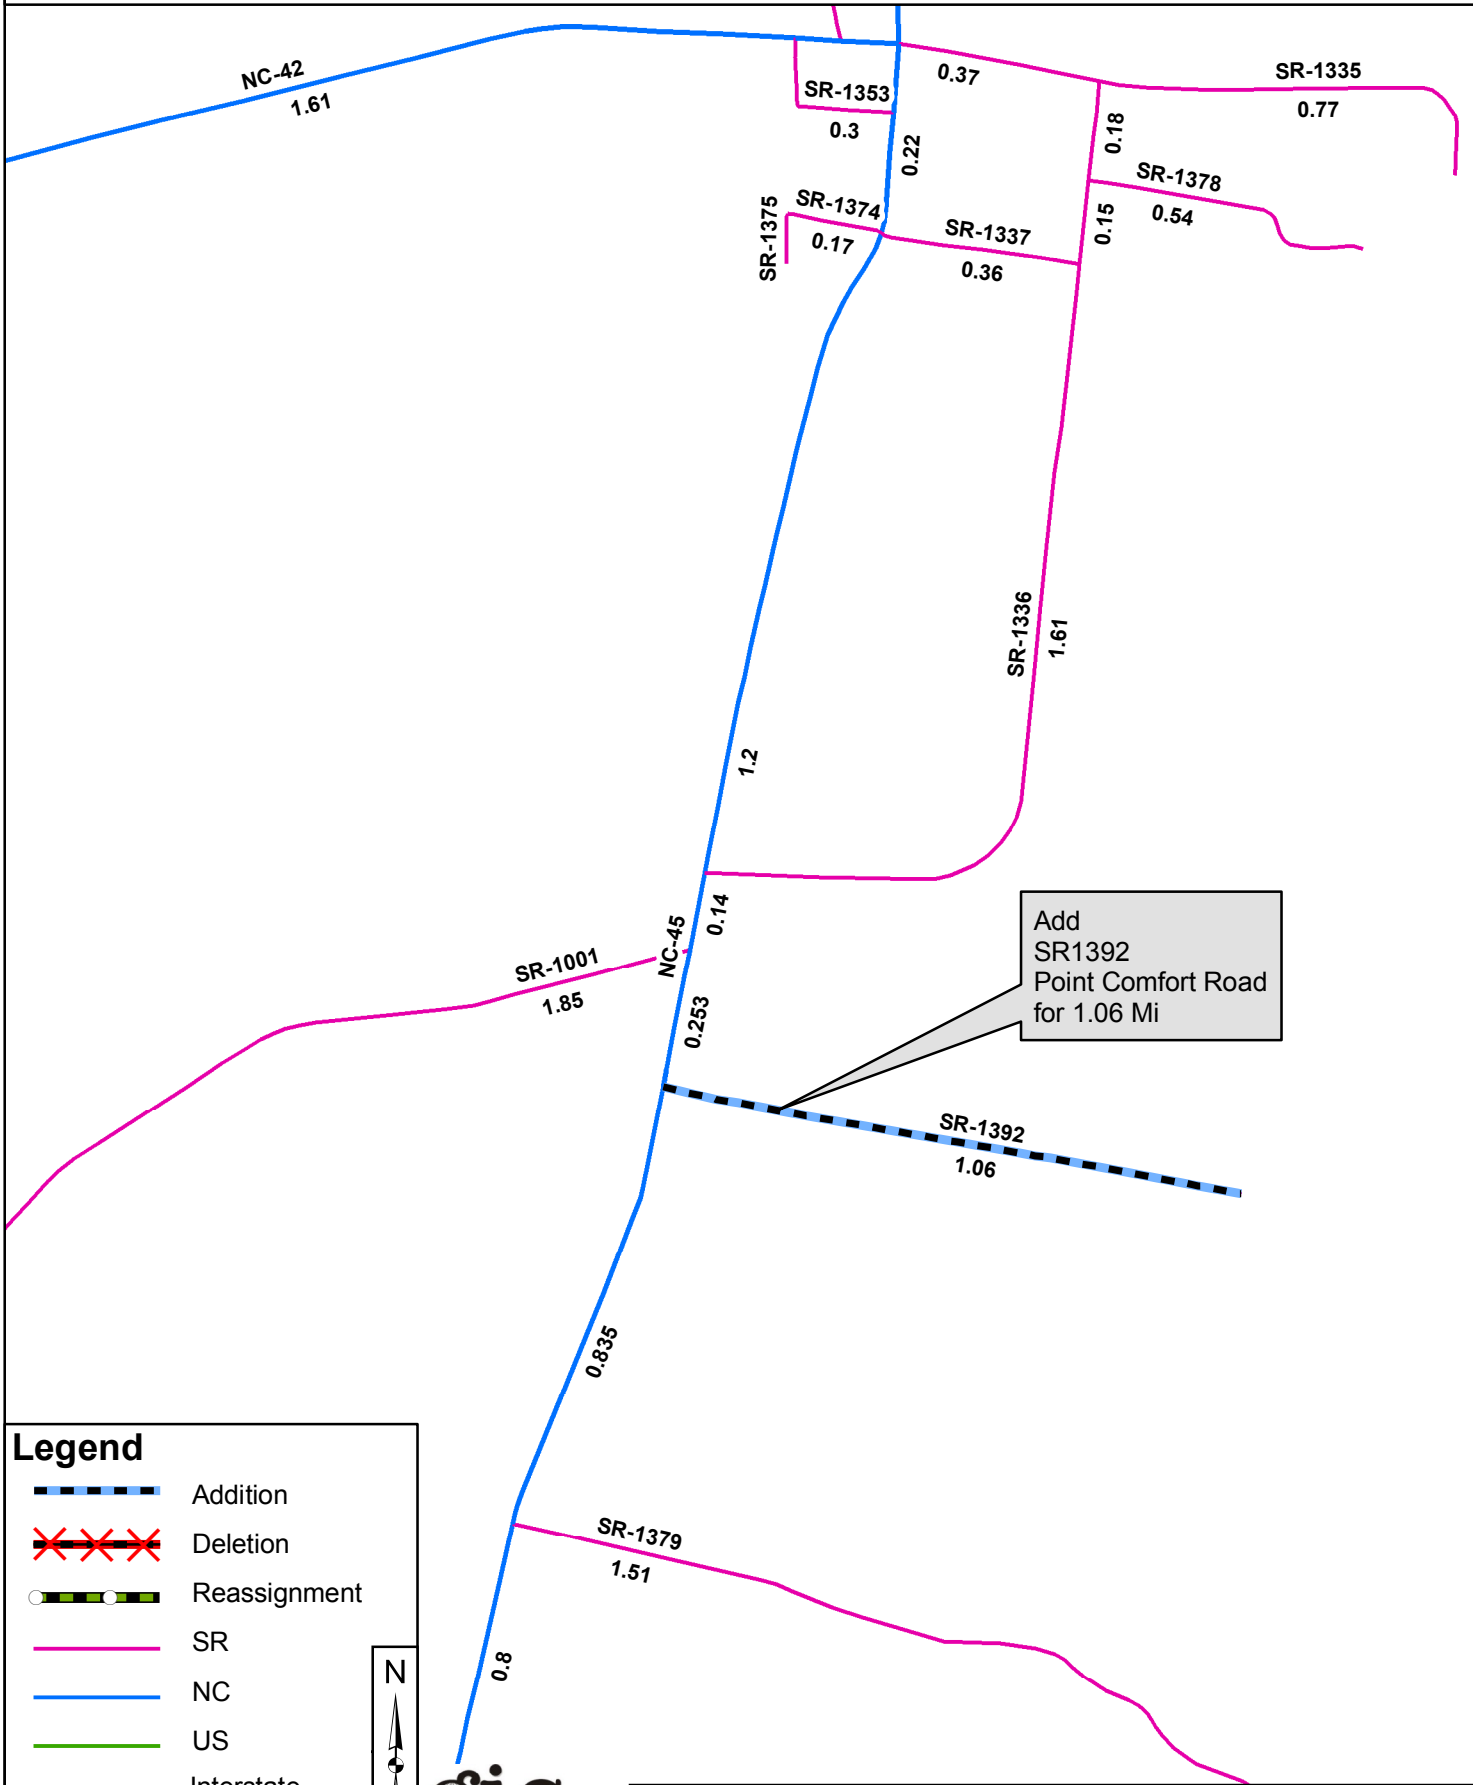 NC-42
1.61
0.37
SR-1335
0.77
SR-1353
0.3
0.22
0.18
SR-1378
0.54
0.15
SR-1375
SR-1374
0.17
SR-1337
0.36
SR-1336
1.61
1.2
0.14
NC-45
SR-1001
1.85
0.253
Add
SR1392
Point Comfort Road
for 1.06 Mi
SR-1392
1.06
0.835
SR-1379
1.51
0.8
Legend
Addition
Deletion
Reassignment
SR
NC
US
Interstate
N